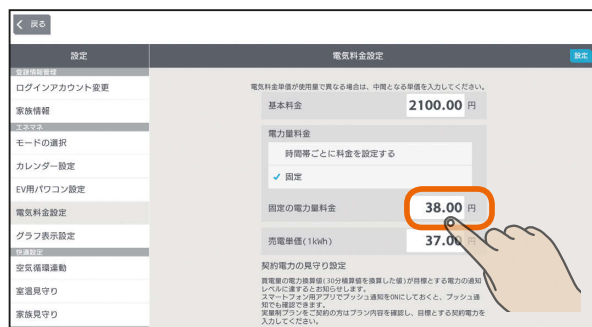 戻る
設定
電気料金設定
設定
登録情報管理
ログインアカウント変更
家族情報
エネマネ
モードの選択
カレンダー設定
EV用パワコン設定
電気料金設定
グラフ表示設定
快適設定
空気循環連動
室温見守り
家族見守り
電気料金単価が使用量で異なる場合は、中間となる単価を入力してください。
基本料金 2100.00 円
電力量料金
時間帯ごとに料金を設定する
固定
固定の電力量料金 38.00 円
売電単価(1kWh) 37.0 円
契約電力の見守り設定
買電量の電力換算値(30分積算値を換算した値)が目標とする電力の通知
レベルに達するとお知らせします。
スマートフォン用アプリでプッシュ通知をONにしておくと、プッシュ通
知でも確認できます。
実量制プランをご契約の方はプラン内容を確認し、目標とする契約電力を
入力してください。